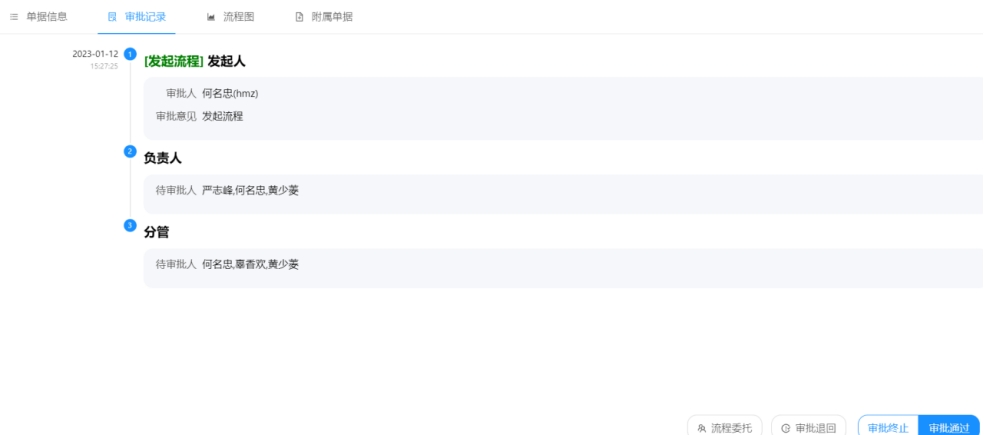 单据信息 审批记录 流程图 附属单据
2023-01-12 1 [发起流程] 发起人
15:27:25
审批人 何名忠(hmz)
审批意见 发起流程
2 负责人
待审批人 严志峰,何名忠,黄少菱
3 分管
待审批人 何名忠,辜香欢,黄少菱
流程委托 审批退回 审批终止 审批通过